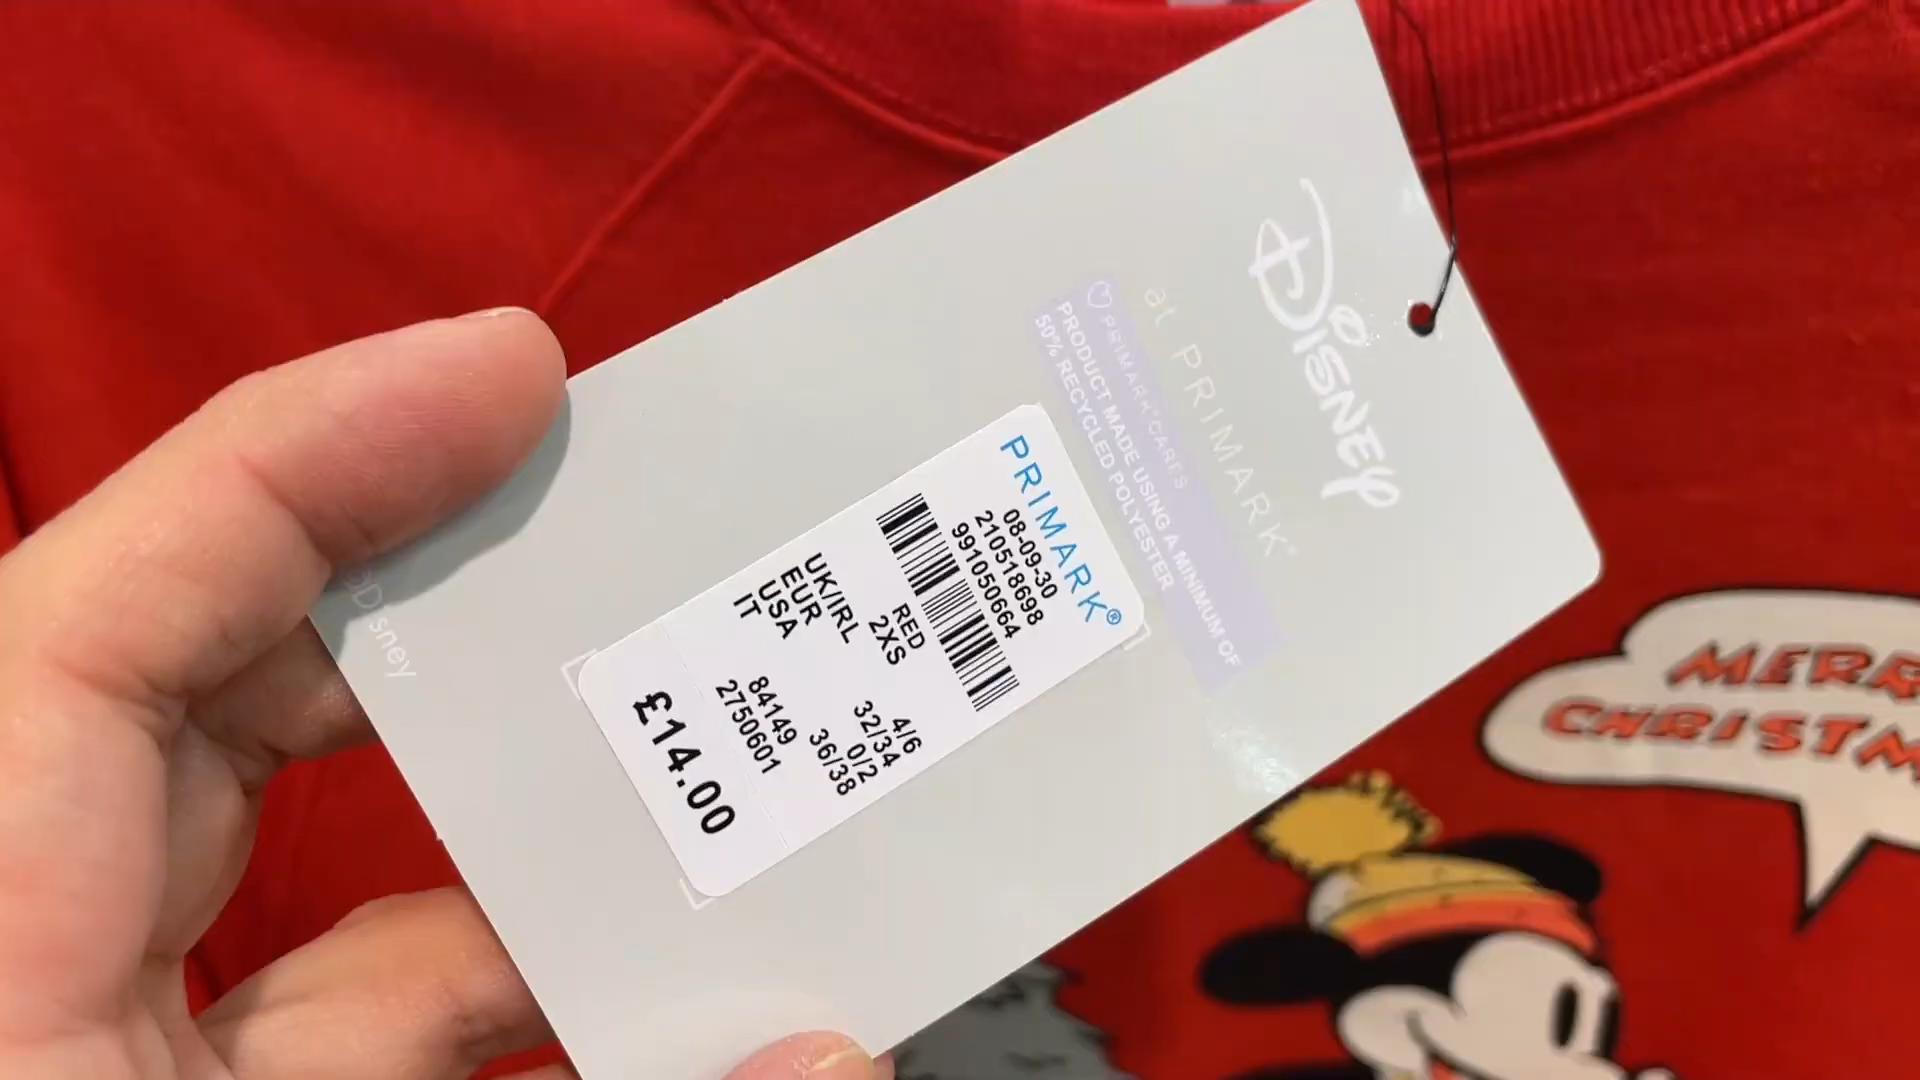 Disney
at PRIMARK®
PRIMARK CARES
PRODUCT MADE USING A MINIMUM OF
50% RECYCLED POLYESTER
PRIMARK®
08-09-30
210518698
991050664
RED
2XS
UK/IRL 4/6
EUR 32/34
USA 0/2
IT 36/38
84149
2750601
£14.00
©Disney
MERR
CHRISTM